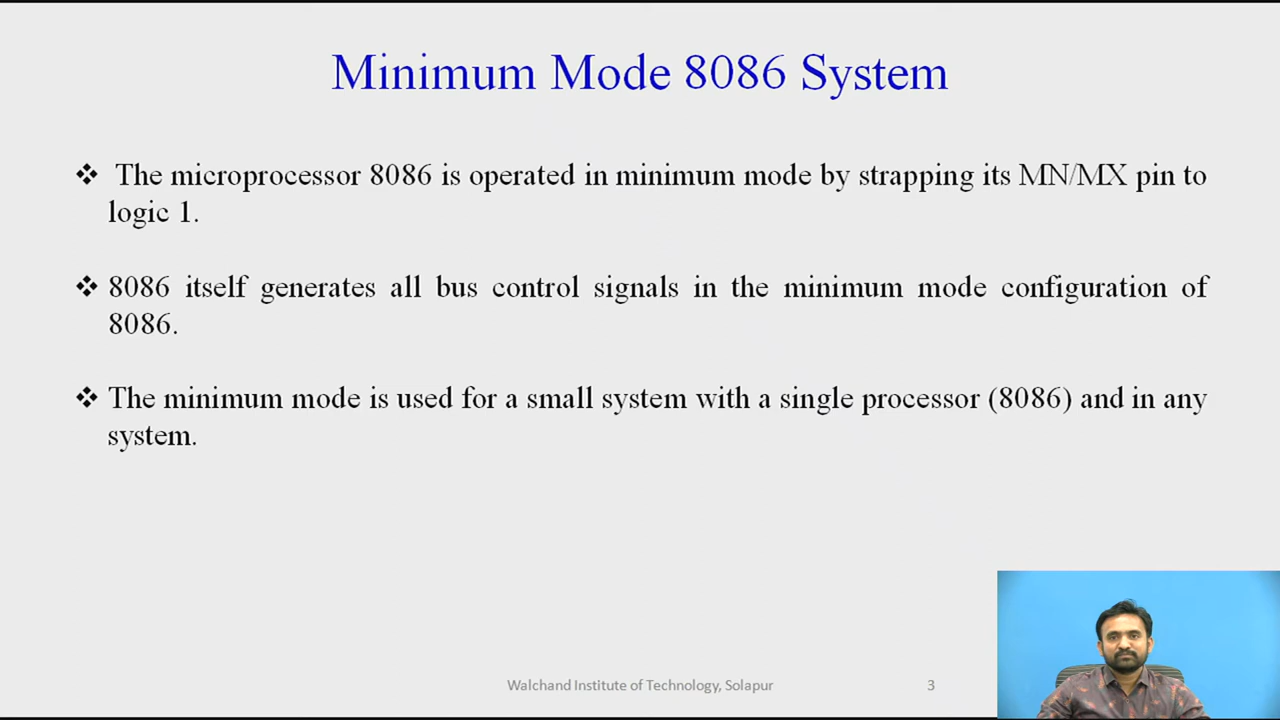 Minimum Mode 8086 System
❖ The microprocessor 8086 is operated in minimum mode by strapping its MN/MX pin to
logic 1.
❖ 8086 itself generates all bus control signals in the minimum mode configuration of
8086.
❖ The minimum mode is used for a small system with a single processor (8086) and in any
system.
Walchand Institute of Technology, Solapur
3